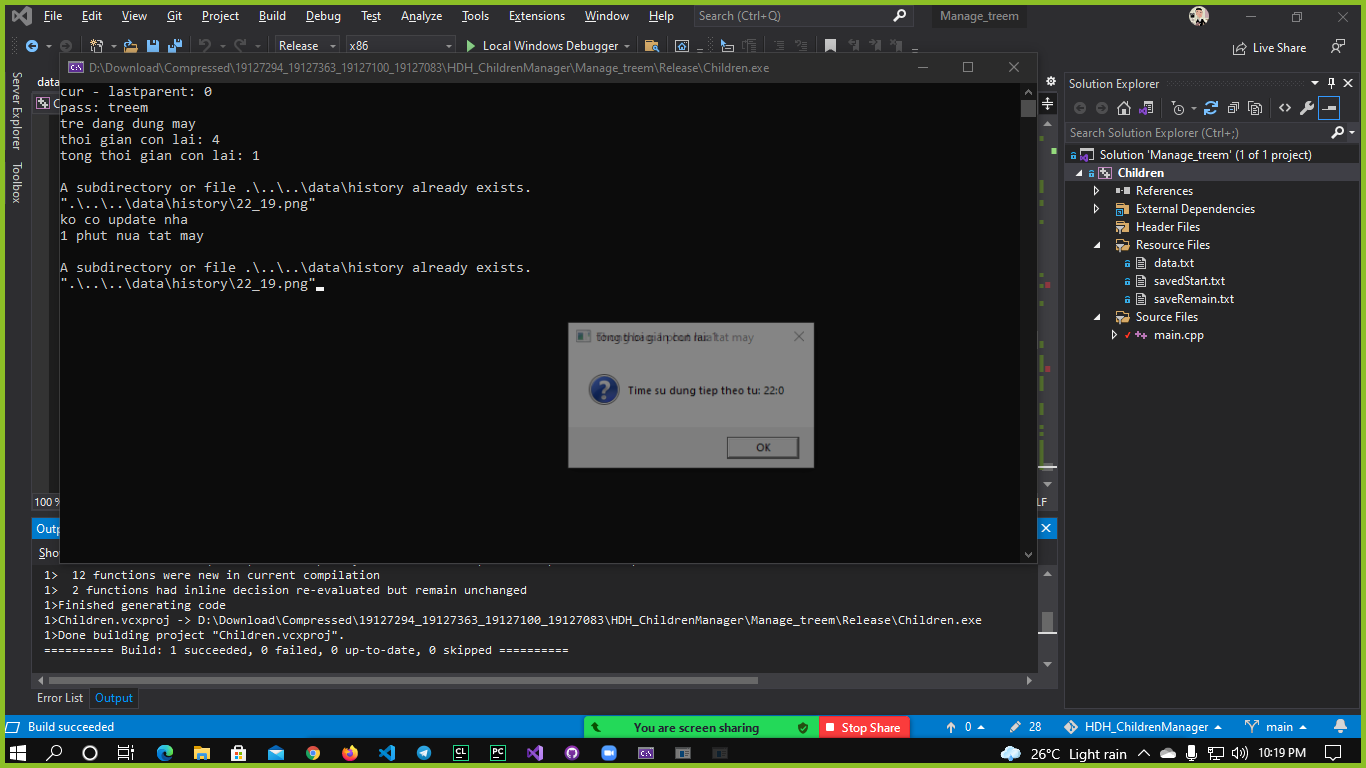 File Edit View Git Project Build Debug Test Analyze Tools Extensions Window Help Search (Ctrl+Q) Manage_treem
Release x86 Local Windows Debugger Live Share
D:\Download\Compressed\19127294_19127363_19127100_19127083\HDH_ChildrenManager\Manage_treem\Release\Children.exe
cur - lastparent: 0
pass: treem
tre dang dung may
thoi gian con lai: 4
tong thoi gian con lai: 1
A subdirectory or file .\..\..\data\history already exists.
".\..\..\data\history\22_19.png"
ko co update nha
1 phut nua tat may
A subdirectory or file .\..\..\data\history already exists.
".\..\..\data\history\22_19.png"
Time su dung tiep theo tu: 22:0
OK
Server Explorer
Toolbox
data
100 %
Solution Explorer
Search Solution Explorer (Ctrl+;)
Solution 'Manage_treem' (1 of 1 project)
Children
References
External Dependencies
Header Files
Resource Files
data.txt
savedStart.txt
saveRemain.txt
Source Files
main.cpp
Outp
Sho
1> 12 functions were new in current compilation
1> 2 functions had inline decision re-evaluated but remain unchanged
1>Finished generating code
1>Children.vcxproj -> D:\Download\Compressed\19127294_19127363_19127100_19127083\HDH_ChildrenManager\Manage_treem\Release\Children.exe
1>Done building project "Children.vcxproj".
========== Build: 1 succeeded, 0 failed, 0 up-to-date, 0 skipped ==========
Error List Output
Build succeeded You are screen sharing Stop Share 0 28 HDH_ChildrenManager main
26°C Light rain 10:19 PM